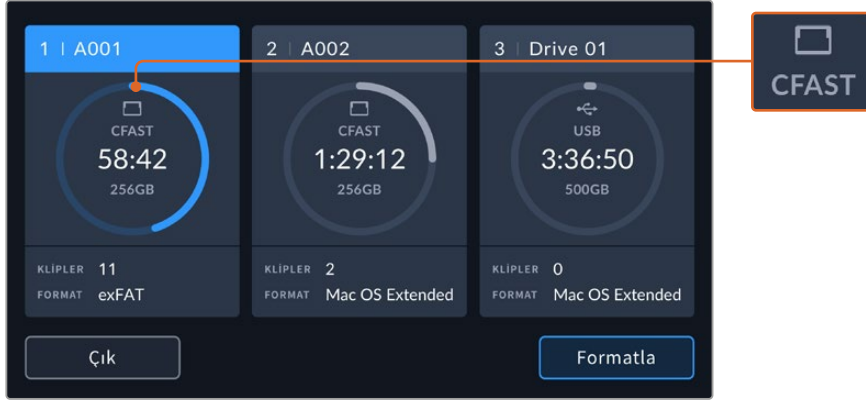 1 | A001
CFAST
58:42
256GB
KLİPLER 11
FORMAT exFAT
2 | A002
CFAST
1:29:12
256GB
KLİPLER 2
FORMAT Mac OS Extended
3 | Drive 01
USB
3:36:50
500GB
KLİPLER 0
FORMAT Mac OS Extended
CFAST
Çık
Formatla